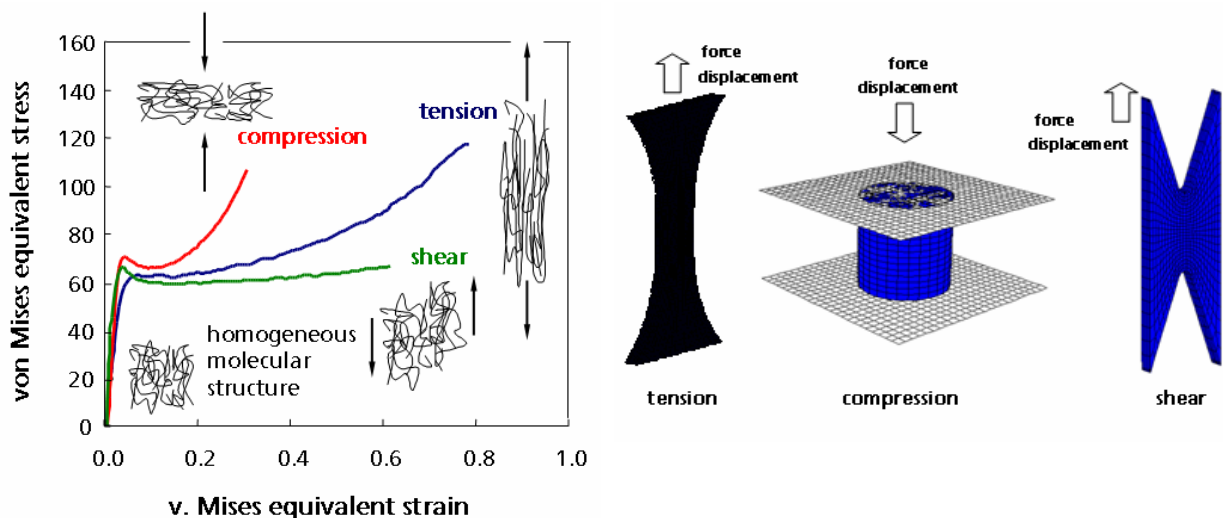 160
140
120
100
80
60
40
20
0
von Mises equivalent stress
compression
tension
shear
homogeneous
molecular
structure
0.0
0.2
0.4
0.6
0.8
1.0
v. Mises equivalent strain
force
displacement
tension
force
displacement
compression
force
displacement
shear